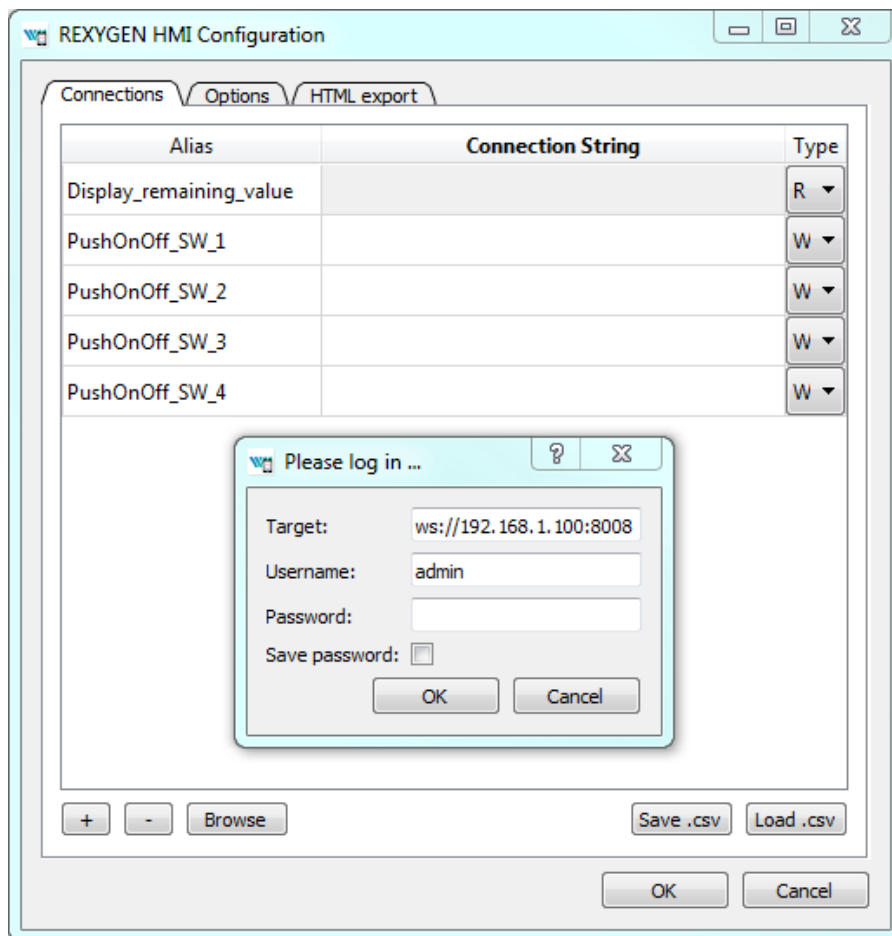 REXYGEN HMI Configuration
Connections Options HTML export
Alias Connection String Type
Display_remaining_value R
PushOnOff_SW_1 W
PushOnOff_SW_2 W
PushOnOff_SW_3 W
PushOnOff_SW_4 W
Please log in ...
Target: ws://192.168.1.100:8008
Username: admin
Password:
Save password:
OK Cancel
+ - Browse Save .csv Load .csv
OK Cancel